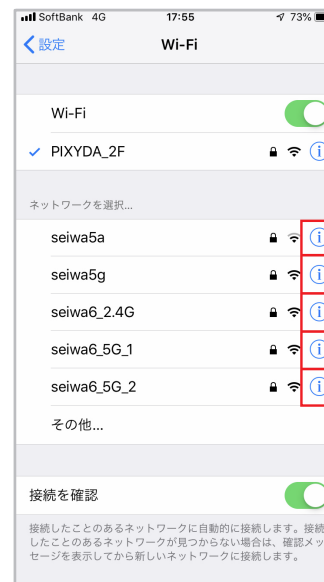 SoftBank 4G 17:55 73%
設定 Wi-Fi
Wi-Fi
PIXYDA_2F
ネットワークを選択...
seiwa5a
seiwa5g
seiwa6_2.4G
seiwa6_5G_1
seiwa6_5G_2
その他...
接続を確認
接続したことのあるネットワークに自動的に接続します。接続
したことのあるネットワークが見つからない場合は、確認メッ
セージを表示してから新しいネットワークに接続します。